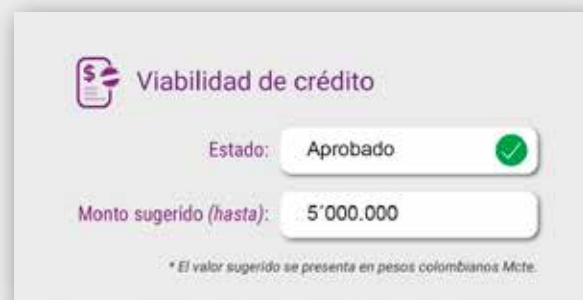 Viabilidad de crédito
Estado: Aprobado
Monto sugerido (hasta): 5´000.000
* El valor sugerido se presenta en pesos colombianos Mcte.